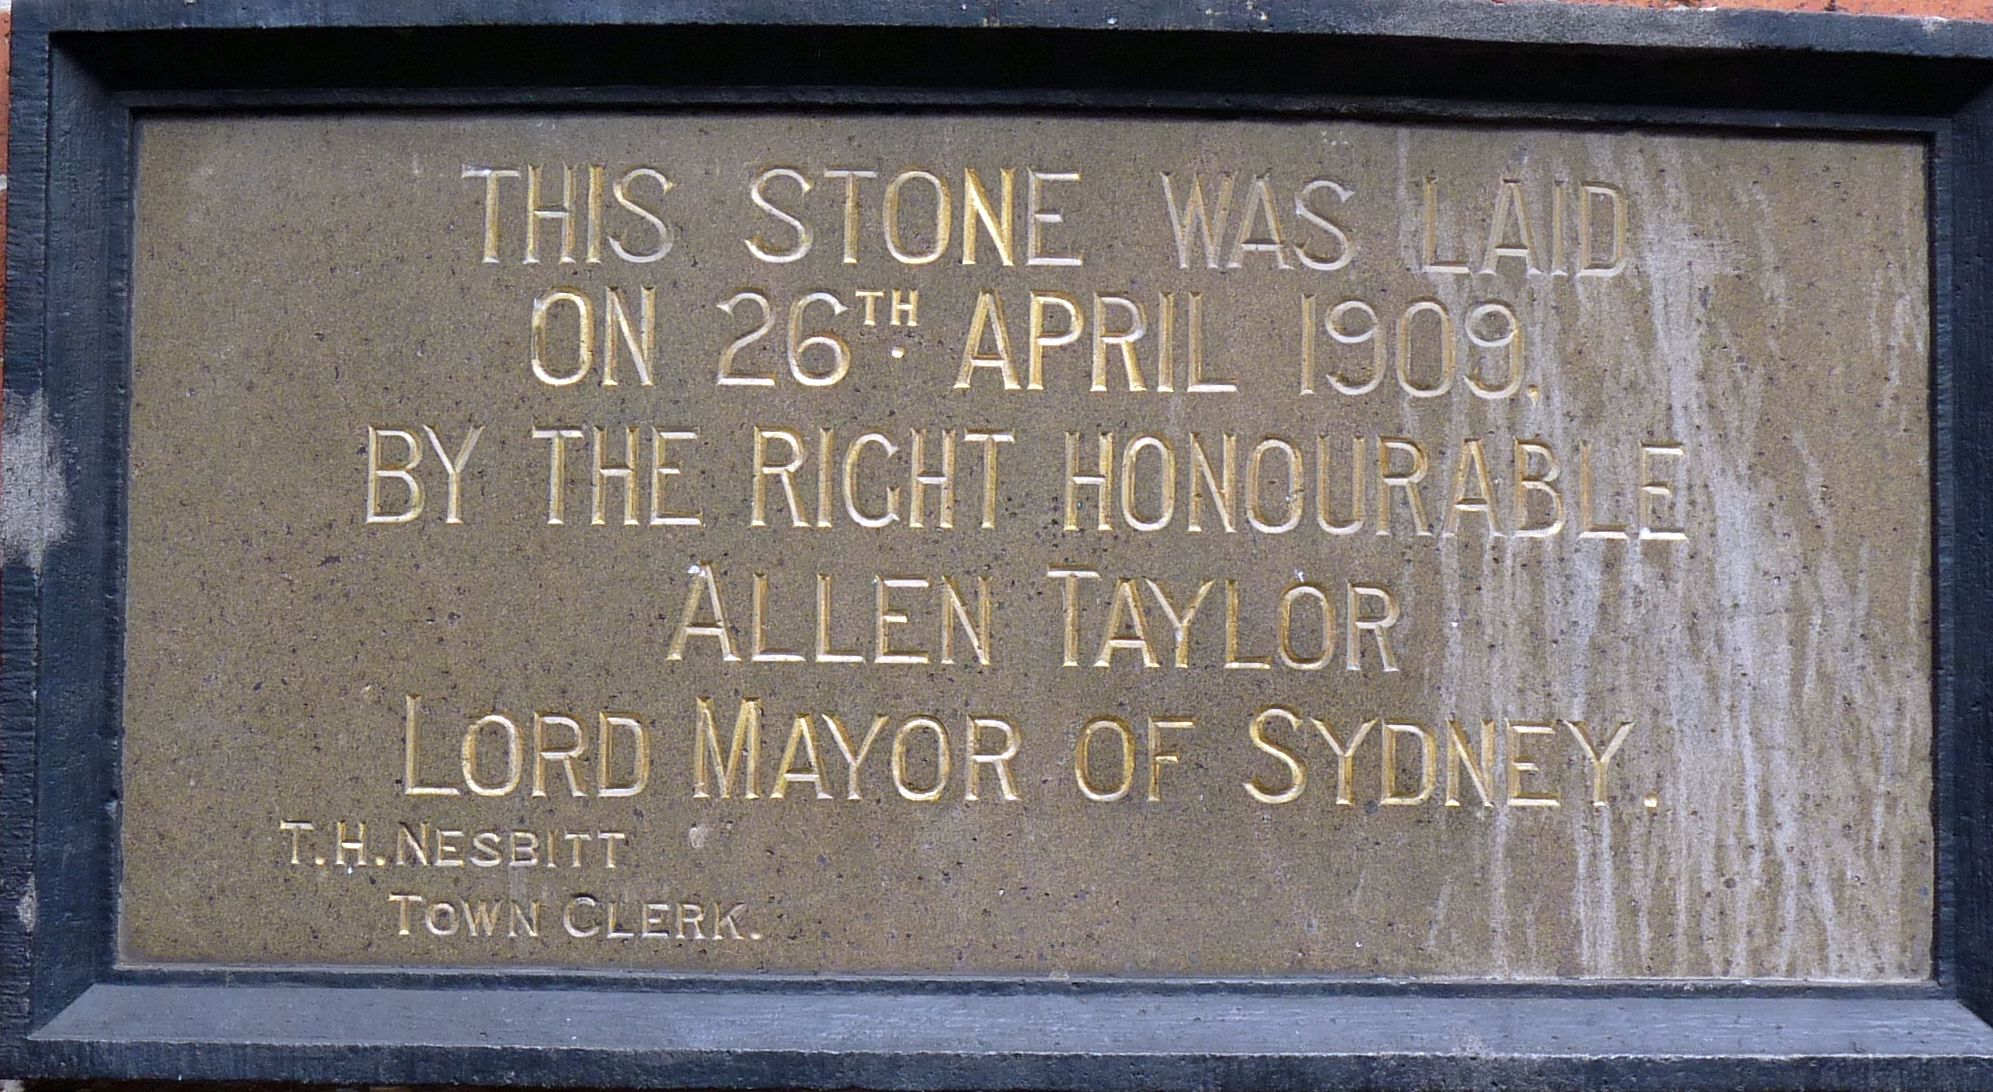 THIS STONE WAS LAID
ON 26TH. APRIL 1909.
BY THE RIGHT HONOURABLE
ALLEN TAYLOR
LORD MAYOR OF SYDNEY.
T.H. NESBITT
TOWN CLERK.